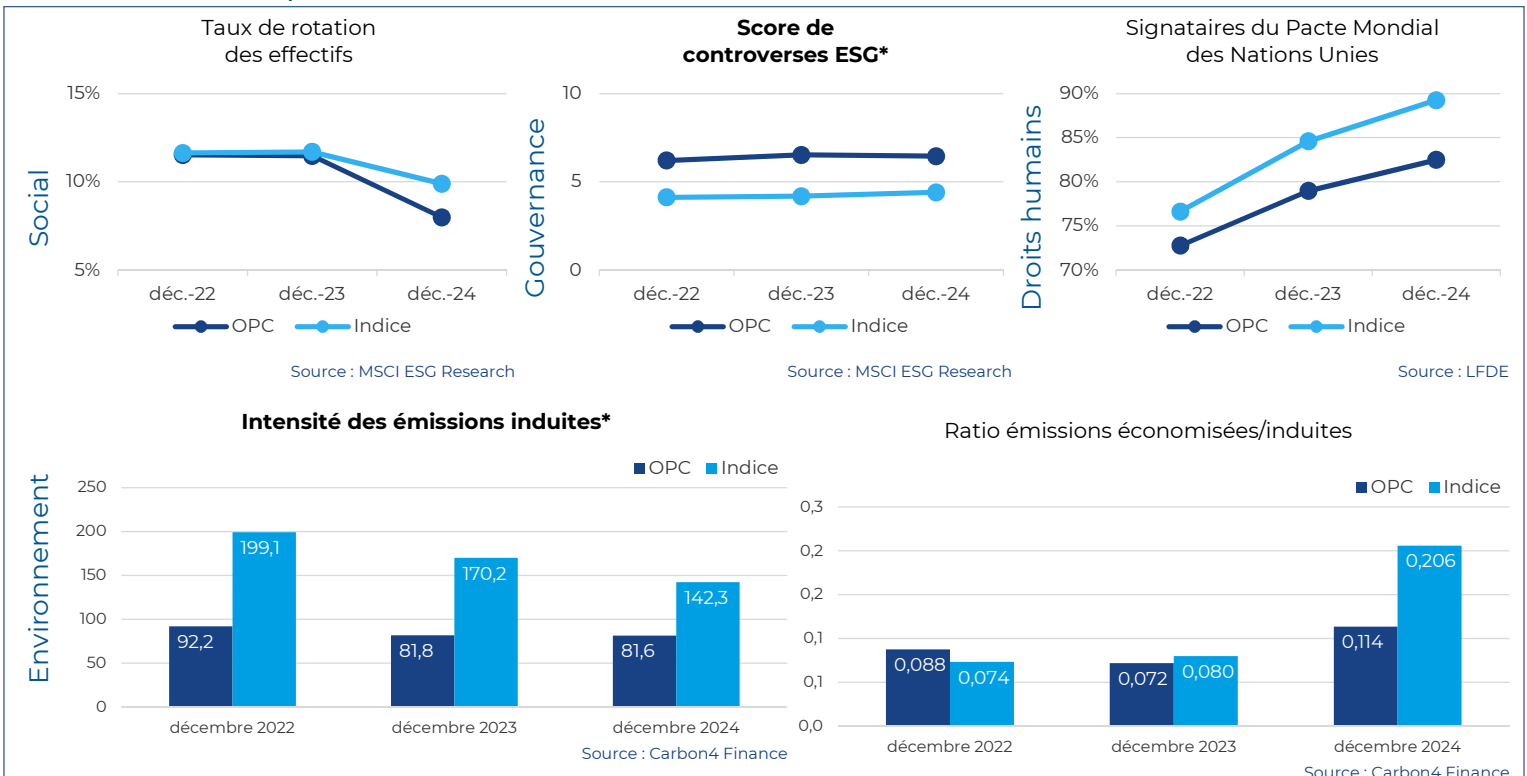 Taux de rotation
des effectifs
Social
15%
10%
5%
déc.-22
déc.-23
déc.-24
OPC
Indice
Source : MSCI ESG Research
Score de
controverses ESG*
Gouvernance
10
5
0
déc.-22
déc.-23
déc.-24
OPC
Indice
Source : MSCI ESG Research
Signataires du Pacte Mondial
des Nations Unies
Droits humains
90%
85%
80%
75%
70%
déc.-22
déc.-23
déc.-24
OPC
Indice
Source : LFDE
Intensité des émissions induites*
Environnement
OPC
Indice
250
200
150
100
50
0
92,2
199,1
81,8
170,2
81,6
142,3
décembre 2022
décembre 2023
décembre 2024
Source : Carbon4 Finance
Ratio émissions économisées/induites
OPC
Indice
0,3
0,2
0,2
0,1
0,1
0,0
0,088
0,074
0,072
0,080
0,114
0,206
décembre 2022
décembre 2023
décembre 2024
Source : Carbon4 Finance